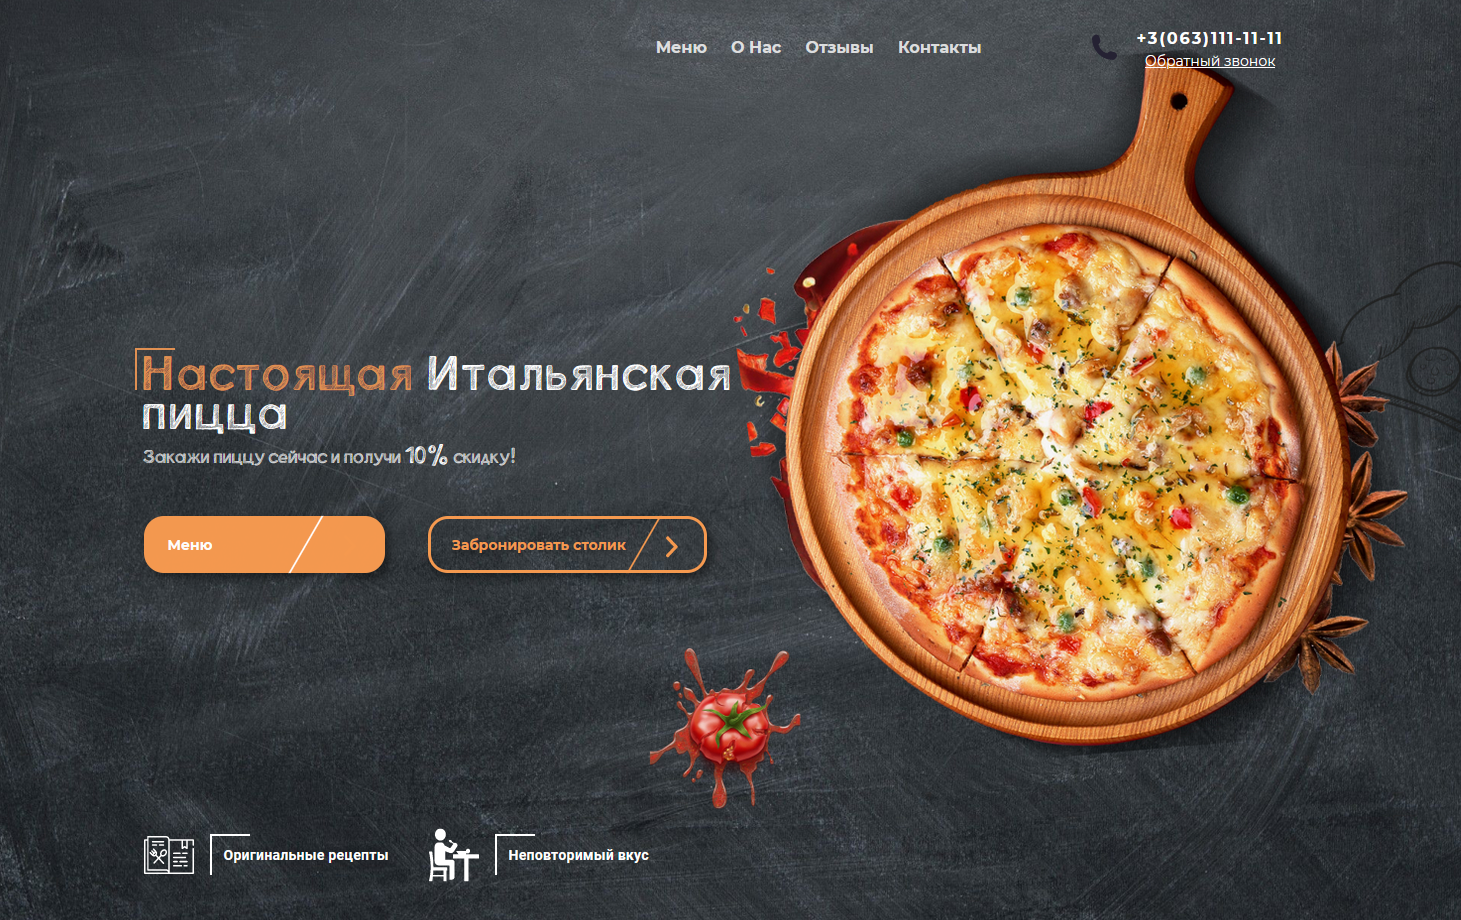 Меню О Нас Отзывы Контакты
+3(063)111-11-11
Обратный звонок
Настоящая Итальянская
пицца
Закажи пиццу сейчас и получи 10% скидку!
Меню
Забронировать столик
Оригинальные рецепты
Неповторимый вкус